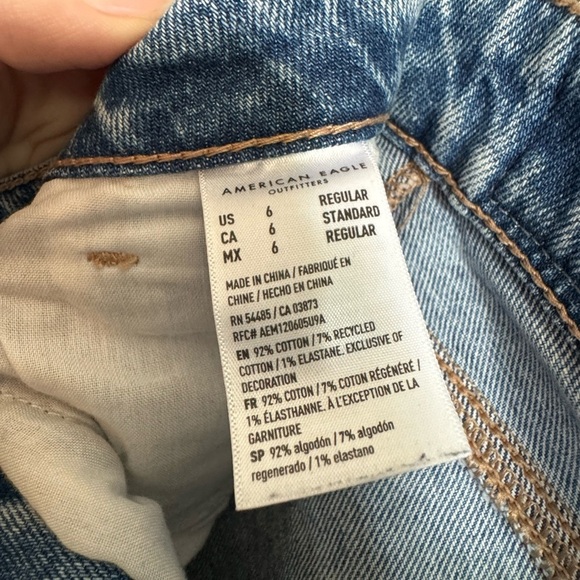 AMERICAN EAGLE
OUTFITTERS
US 6 REGULAR
CA 6 STANDARD
MX 6 REGULAR
MADE IN CHINA / FABRIQUÉ EN
CHINE / HECHO EN CHINA
RN 54485 / CA 03873
RFC# AEM120605U9A
EN 92% COTTON / 7% RECYCLED
COTTON / 1% ELASTANE. EXCLUSIVE OF
DECORATION
FR 92% COTON / 7% COTON RÉGÉNÉRÉ /
1% ÉLASTHANNE. À L'EXCEPTION DE LA
GARNITURE
SP 92% algodón / 7% algodón
regenerado / 1% elastano